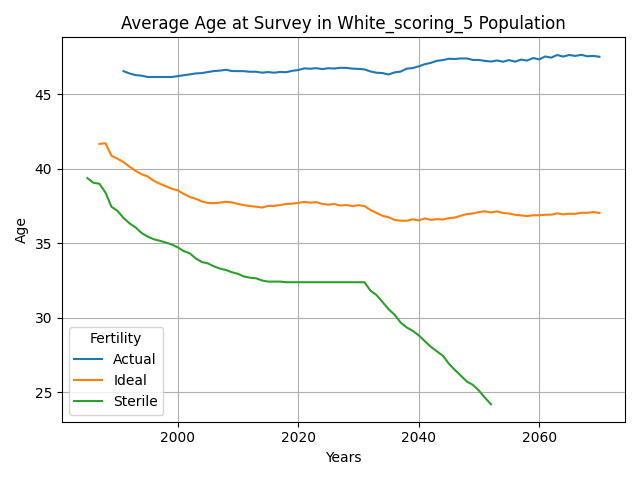 Average Age at Survey in White_scoring_5 Population
Age
45
40
35
30
25
Fertility
Actual
Ideal
Sterile
2000
2020
2040
2060
Years